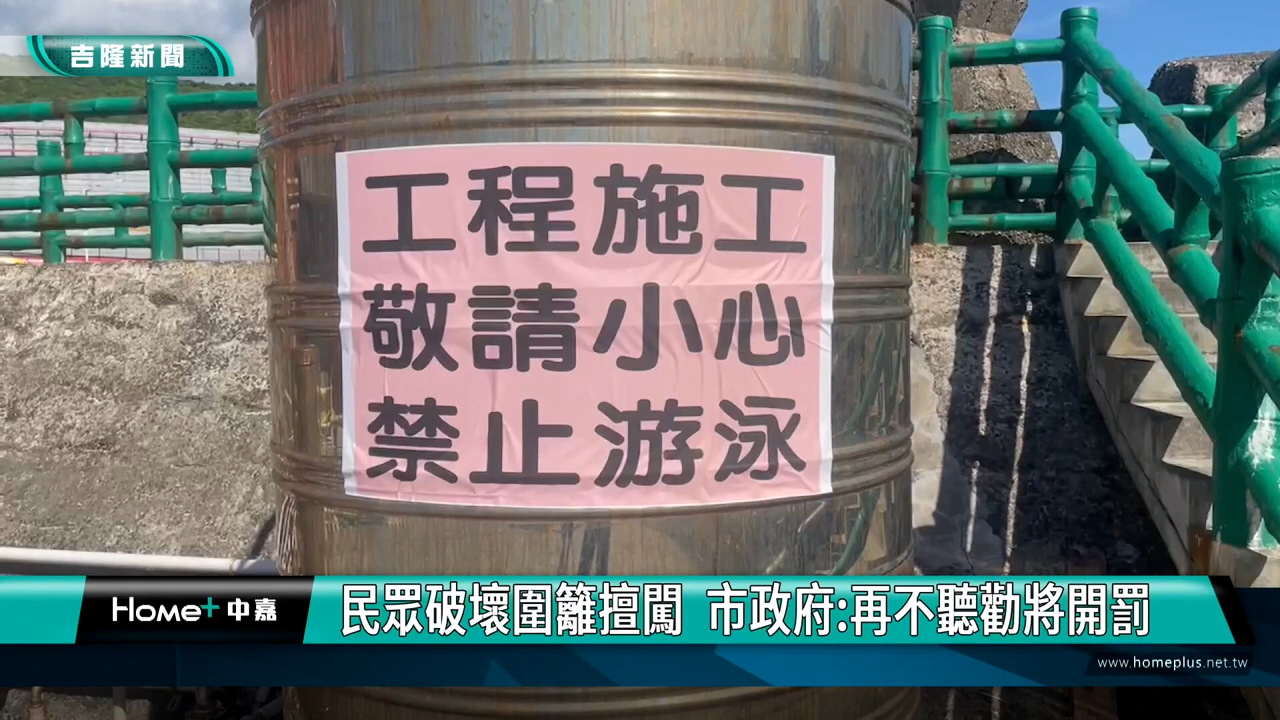 吉隆新聞
工程施工
敬請小心
禁止游泳
Home+中嘉
民眾破壞圍籬擅闖 市政府:再不聽勸將開罰
www.homeplus.net.tw